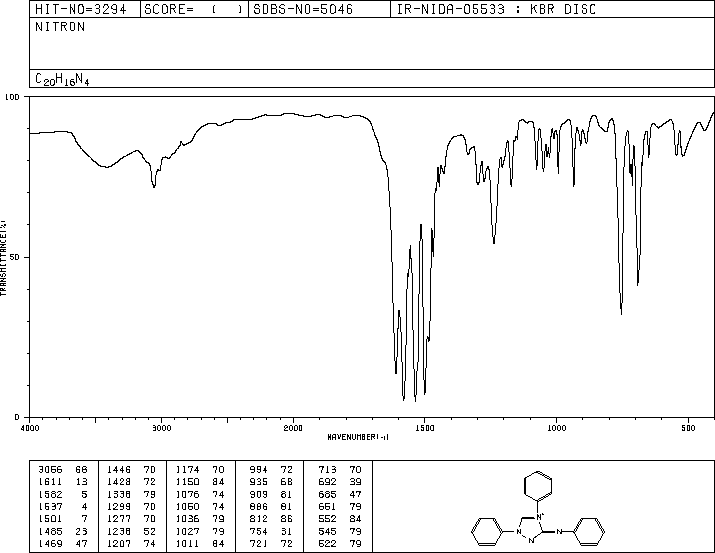 HIT-NO=3294 SCORE= ( ) SDBS-NO=5046 IR-NIDA-05533 : KBR DISC
NITRON
C20H16N4
100
50
0
TRANSMITTANCE(%)
4000 3000 2000 1500 1000 500
WAVENUMBER(-1)
3056 68 1446 70 1174 70 994 72 713 70
1611 13 1428 72 1150 84 935 68 692 39
1582 5 1338 79 1076 74 909 81 685 47
1537 4 1299 70 1050 74 886 81 651 79
1501 7 1277 70 1036 79 812 86 552 84
1485 23 1238 52 1027 79 754 31 545 79
1469 47 1207 74 1011 84 721 72 522 79
N+
N
N
N